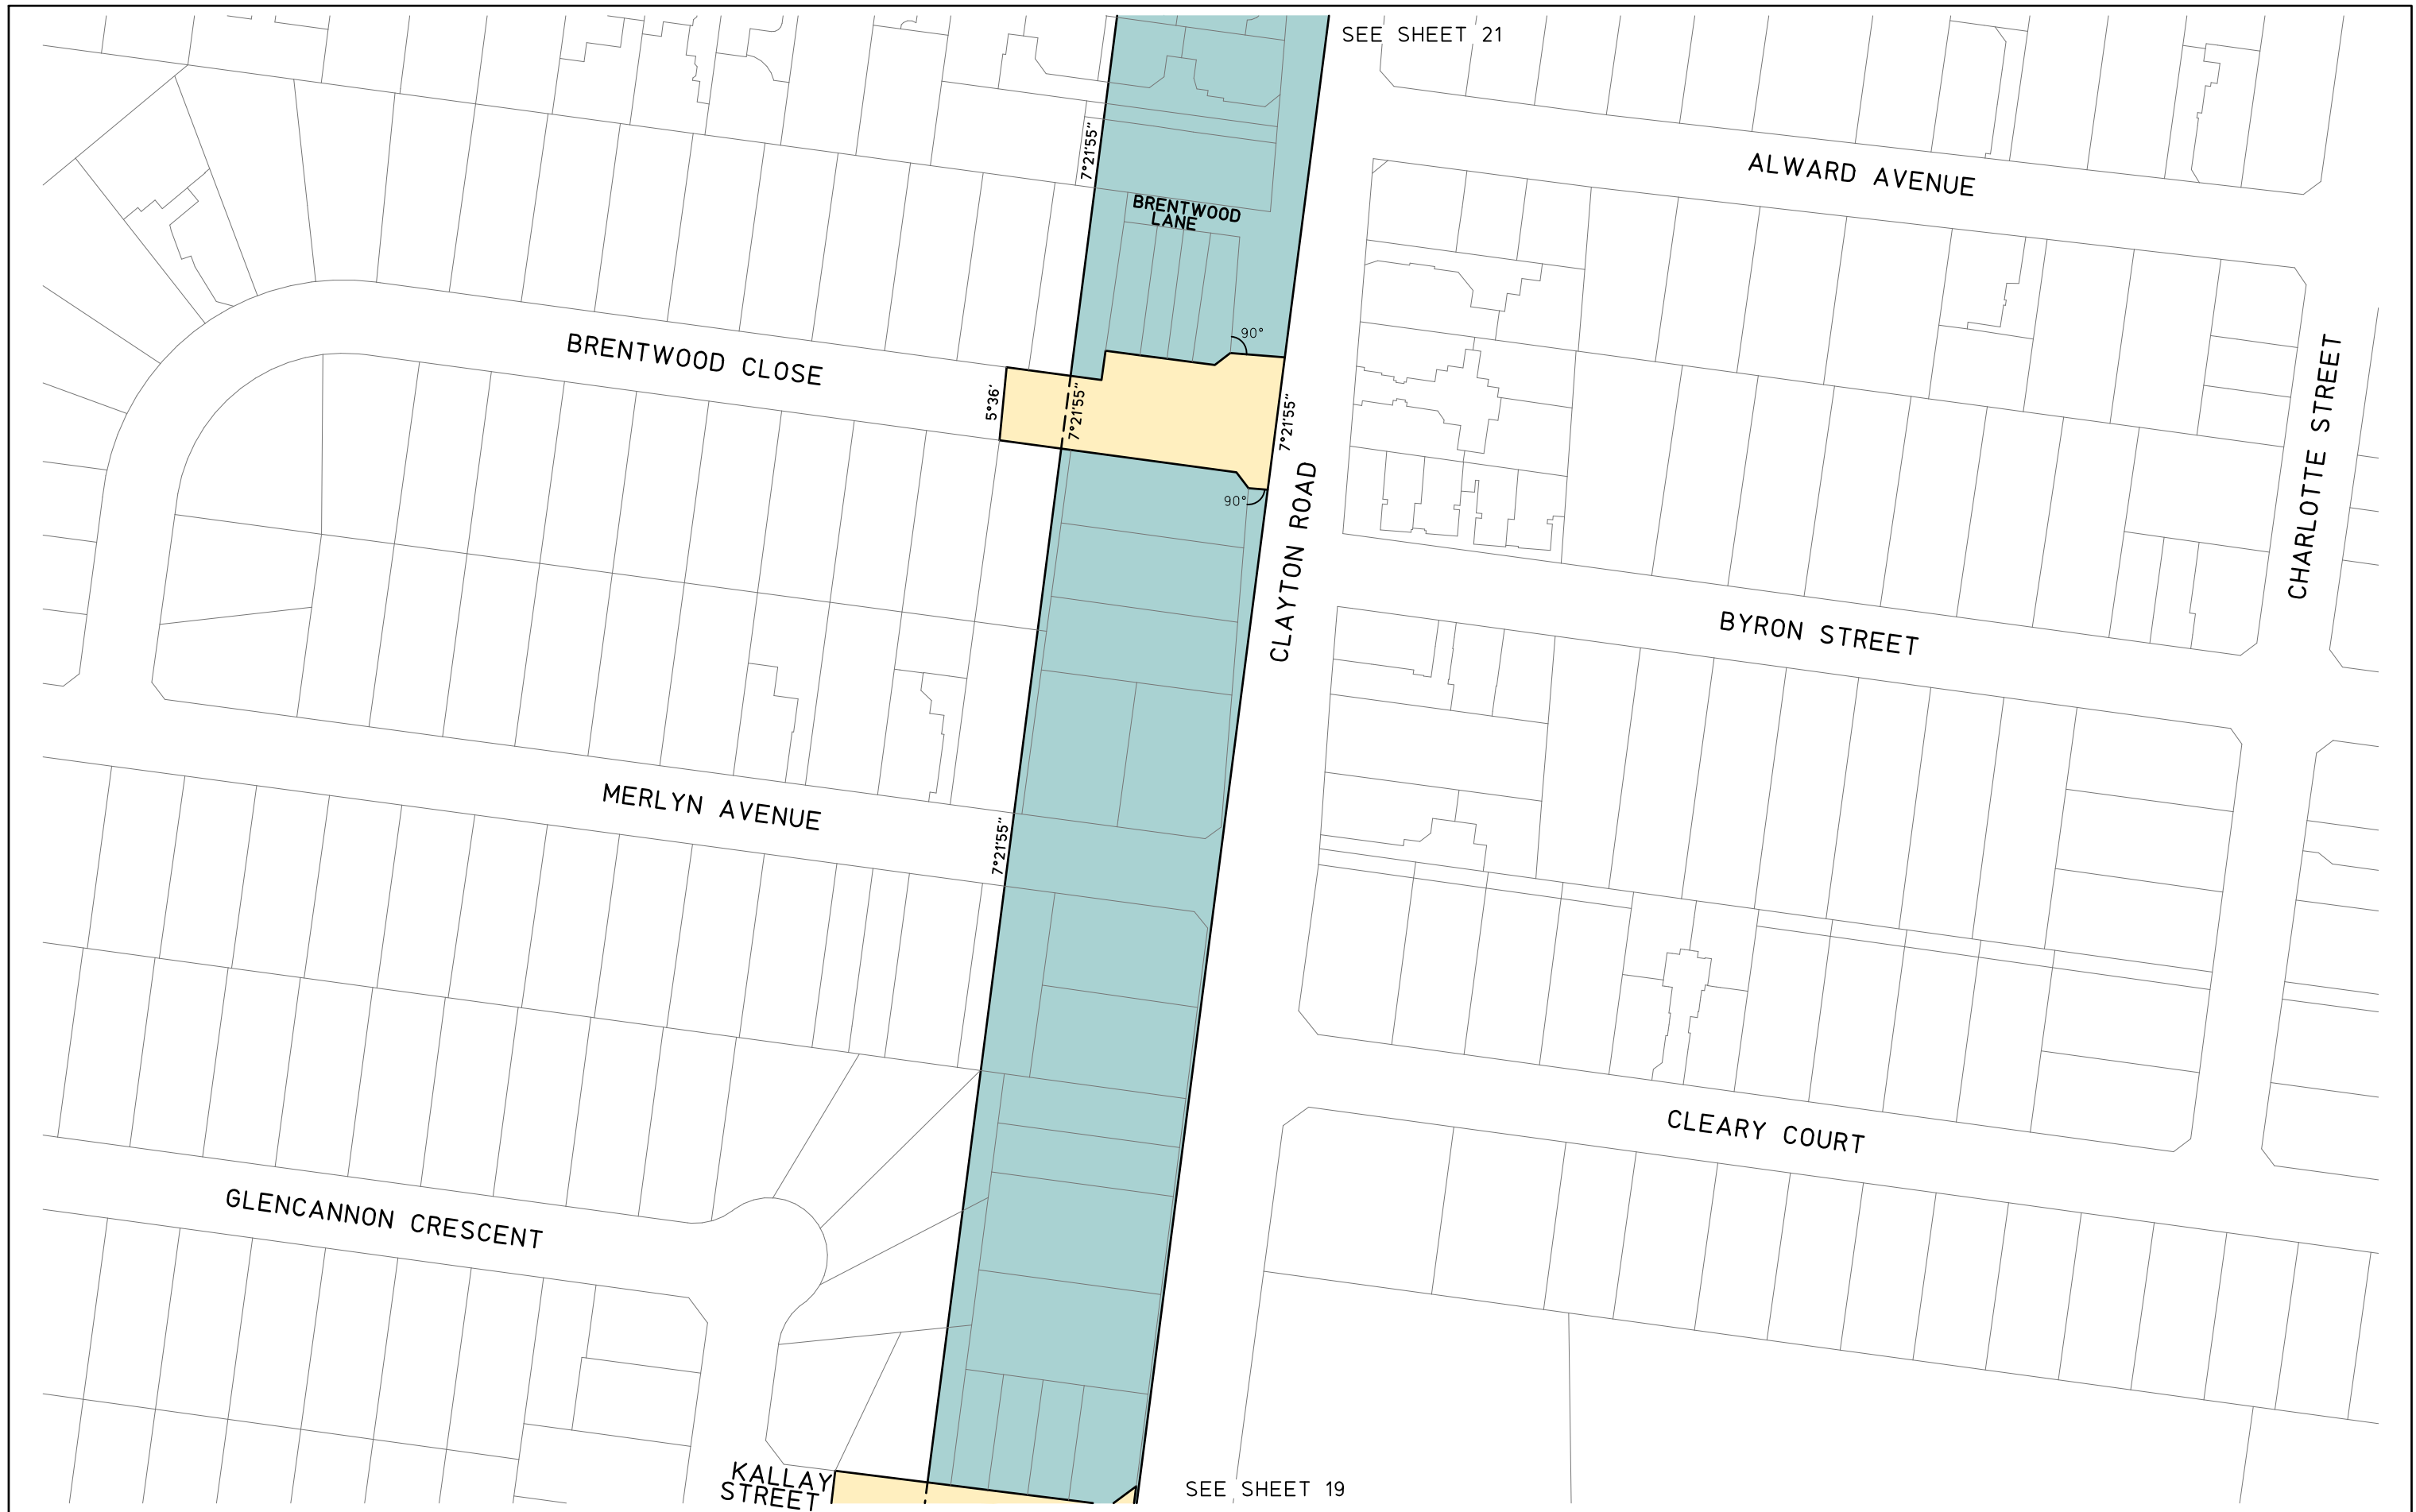 SEE SHEET 21
ALWARD AVENUE
7°21'55"
BRENTWOOD
LANE
90°
BRENTWOOD CLOSE
5°36'
7°21'55"
7°21'55"
CHARLOTTE STREET
90°
CLAYTON ROAD
BYRON STREET
MERLYN AVENUE
7°21'55"
CLEARY COURT
GLENCANNON CRESCENT
KALLAY
STREET
SEE SHEET 19